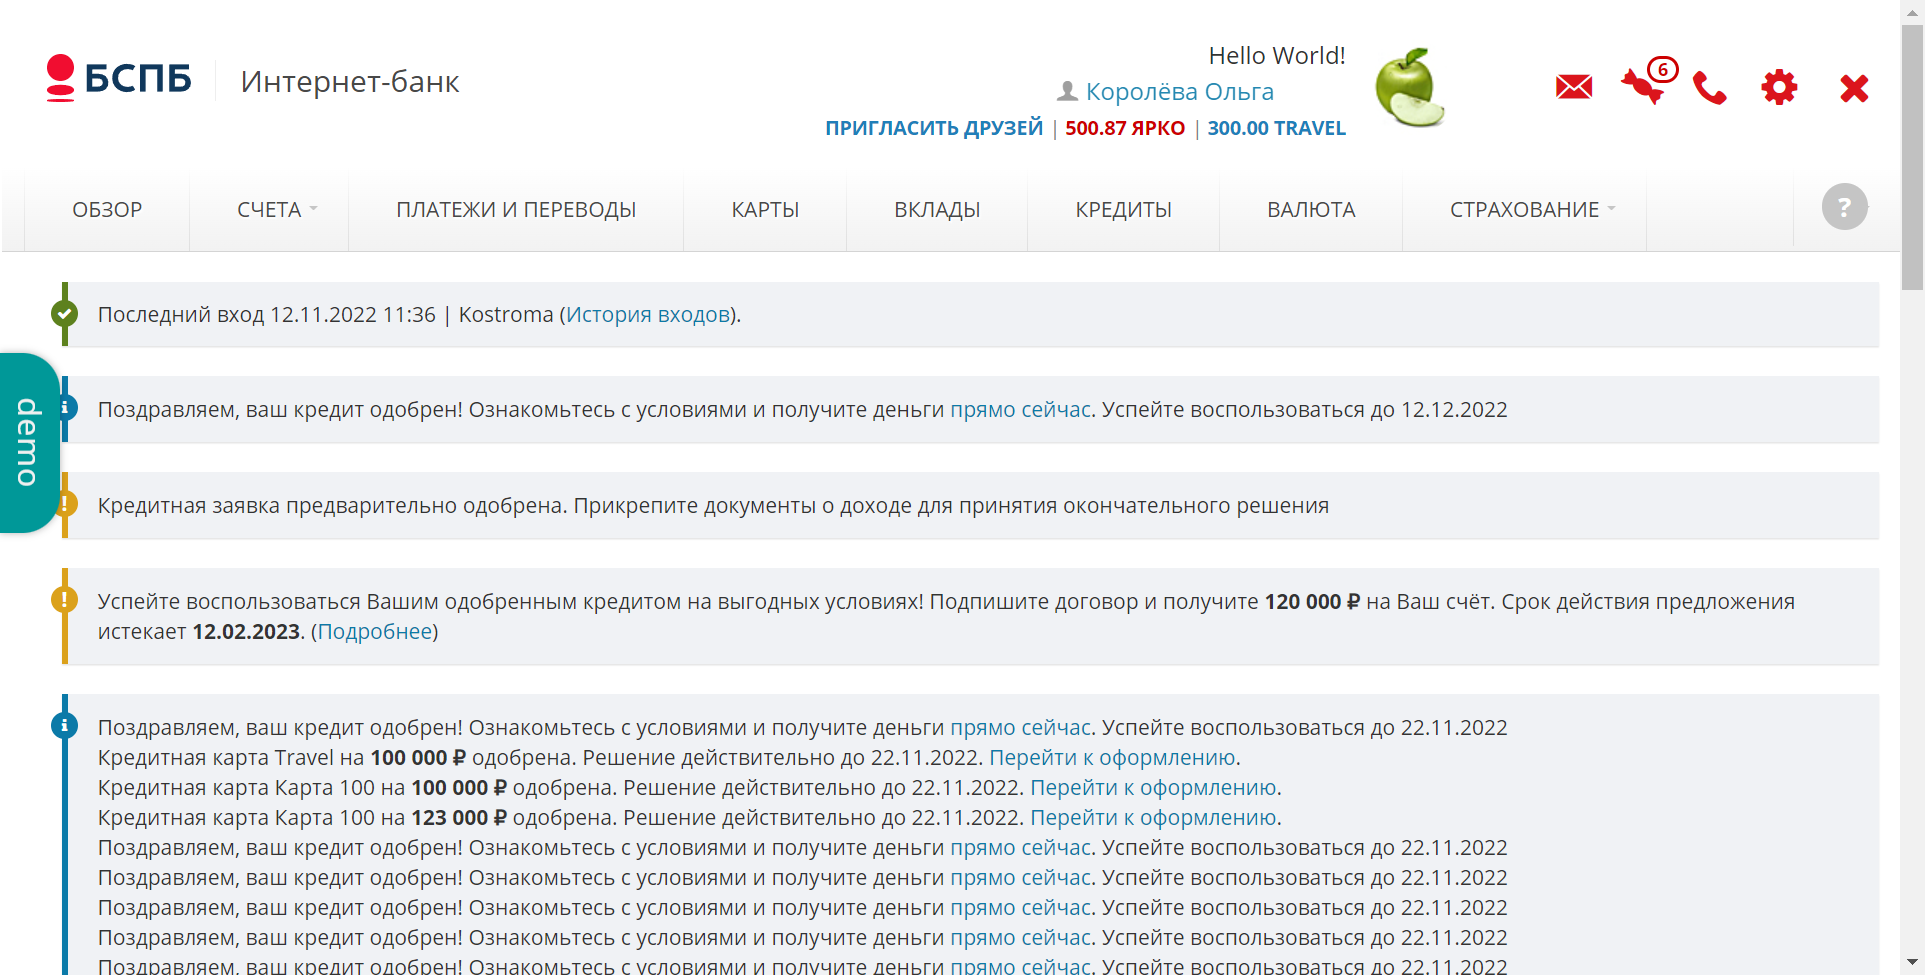 БСПБ
Интернет-банк
Hello World!
Королёва Ольга
ПРИГЛАСИТЬ ДРУЗЕЙ | 500.87 ЯРКО | 300.00 TRAVEL
6
ОБЗОР
СЧЕТА
ПЛАТЕЖИ И ПЕРЕВОДЫ
КАРТЫ
ВКЛАДЫ
КРЕДИТЫ
ВАЛЮТА
СТРАХОВАНИЕ
?
Последний вход 12.11.2022 11:36 | Kostroma (История входов).
demo
Поздравляем, ваш кредит одобрен! Ознакомьтесь с условиями и получите деньги прямо сейчас. Успейте воспользоваться до 12.12.2022
Кредитная заявка предварительно одобрена. Прикрепите документы о доходе для принятия окончательного решения
Успейте воспользоваться Вашим одобренным кредитом на выгодных условиях! Подпишите договор и получите 120 000 ₽ на Ваш счёт. Срок действия предложения
истекает 12.02.2023. (Подробнее)
Поздравляем, ваш кредит одобрен! Ознакомьтесь с условиями и получите деньги прямо сейчас. Успейте воспользоваться до 22.11.2022
Кредитная карта Travel на 100 000 ₽ одобрена. Решение действительно до 22.11.2022. Перейти к оформлению.
Кредитная карта Карта 100 на 100 000 ₽ одобрена. Решение действительно до 22.11.2022. Перейти к оформлению.
Кредитная карта Карта 100 на 123 000 ₽ одобрена. Решение действительно до 22.11.2022. Перейти к оформлению.
Поздравляем, ваш кредит одобрен! Ознакомьтесь с условиями и получите деньги прямо сейчас. Успейте воспользоваться до 22.11.2022
Поздравляем, ваш кредит одобрен! Ознакомьтесь с условиями и получите деньги прямо сейчас. Успейте воспользоваться до 22.11.2022
Поздравляем, ваш кредит одобрен! Ознакомьтесь с условиями и получите деньги прямо сейчас. Успейте воспользоваться до 22.11.2022
Поздравляем, ваш кредит одобрен! Ознакомьтесь с условиями и получите деньги прямо сейчас. Успейте воспользоваться до 22.11.2022
Поздравляем, ваш кредит одобрен! Ознакомьтесь с условиями и получите деньги прямо сейчас. Успейте воспользоваться до 22.11.2022